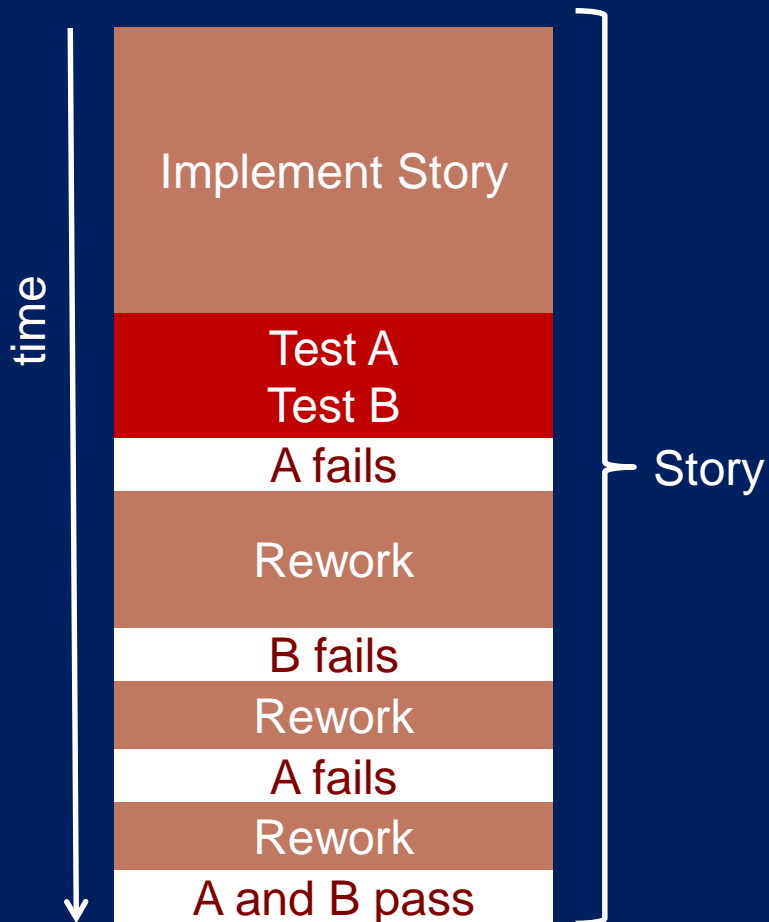 time
Implement Story
Test A
Test B
A fails
Rework
B fails
Rework
A fails
Rework
A and B pass
Story